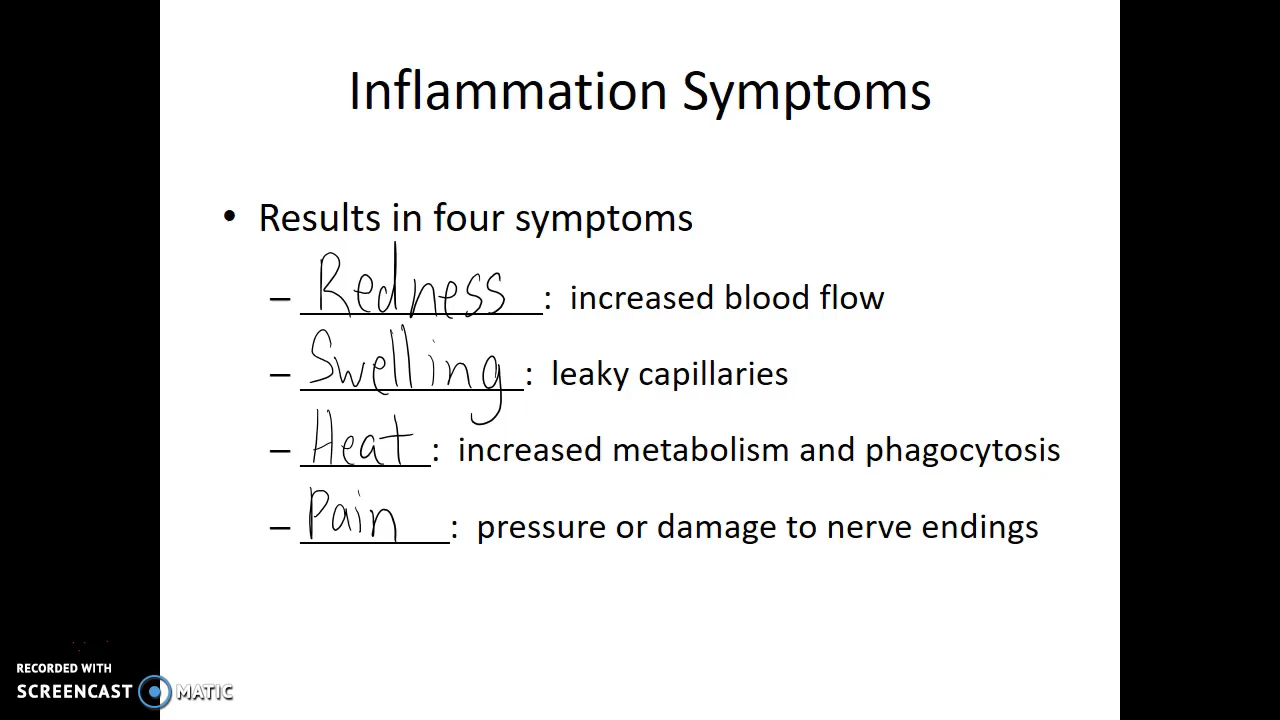 Inflammation Symptoms
• Results in four symptoms
– Redness: increased blood flow
– Swelling: leaky capillaries
– Heat: increased metabolism and phagocytosis
– Pain: pressure or damage to nerve endings
RECORDED WITH
SCREENCAST MATIC